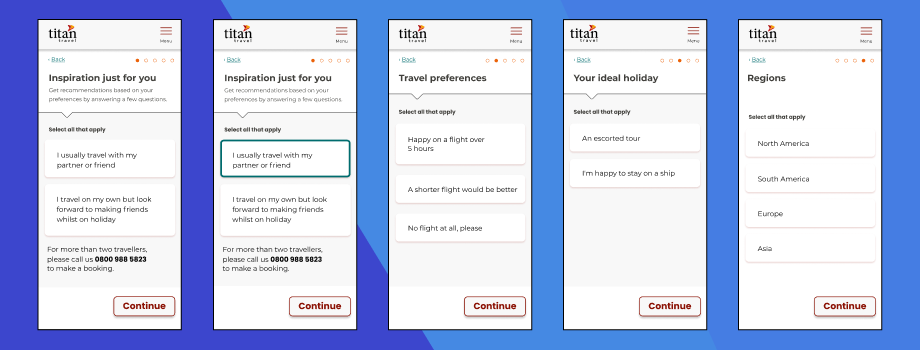 titan
travel
Menu
‹ Back
Inspiration just for you
Get recommendations based on your
preferences by answering a few questions.
Select all that apply
I usually travel with my
partner or friend
I travel on my own but look
forward to making friends
whilst on holiday
For more than two travellers,
please call us 0800 988 5823
to make a booking.
Continue
titan
travel
Menu
‹ Back
Inspiration just for you
Get recommendations based on your
preferences by answering a few questions.
Select all that apply
I usually travel with my
partner or friend
I travel on my own but look
forward to making friends
whilst on holiday
For more than two travellers,
please call us 0800 988 5823
to make a booking.
Continue
titan
travel
Menu
‹ Back
Travel preferences
Select all that apply
Happy on a flight over
5 hours
A shorter flight would be better
No flight at all, please
Continue
titan
travel
Menu
‹ Back
Your ideal holiday
Select all that apply
An escorted tour
I'm happy to stay on a ship
Continue
titan
travel
Menu
‹ Back
Regions
Select all that apply
North America
South America
Europe
Asia
Continue